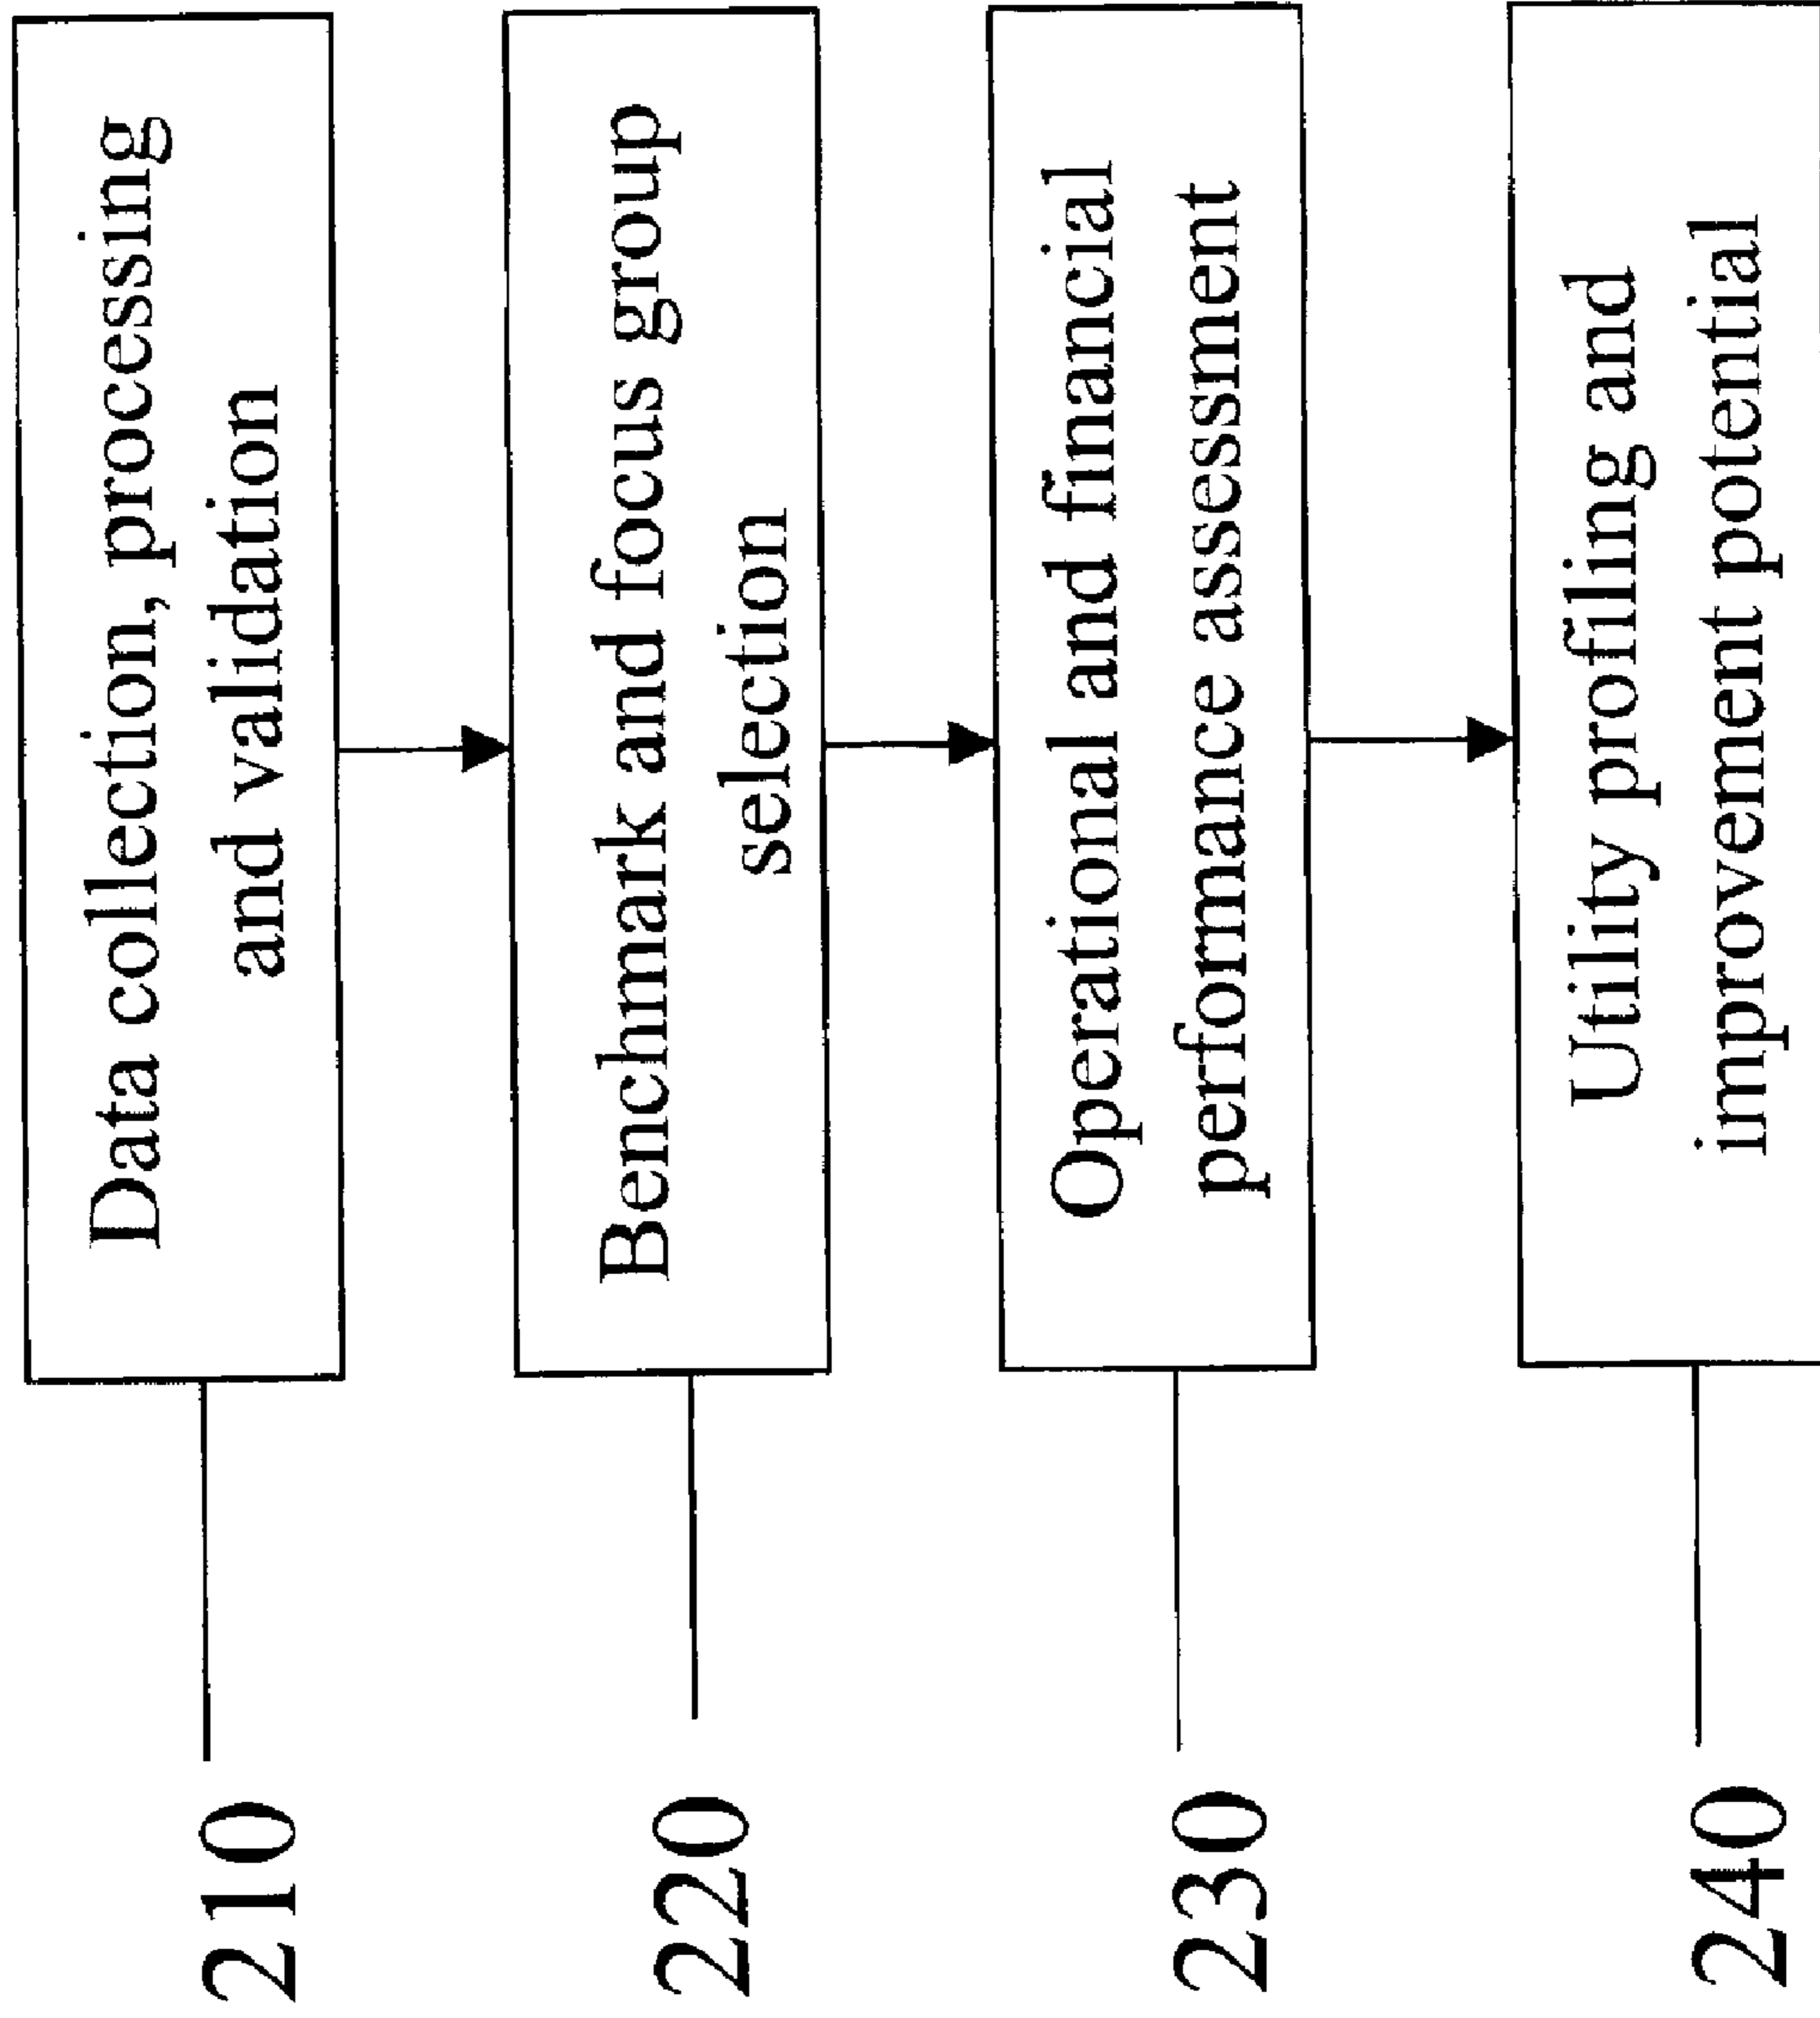 210
Data collection, processing
and validation
220
Benchmark and focus group
selection
230
Operational and financial
performance assessment
240
Utility profiling and
improvement potential